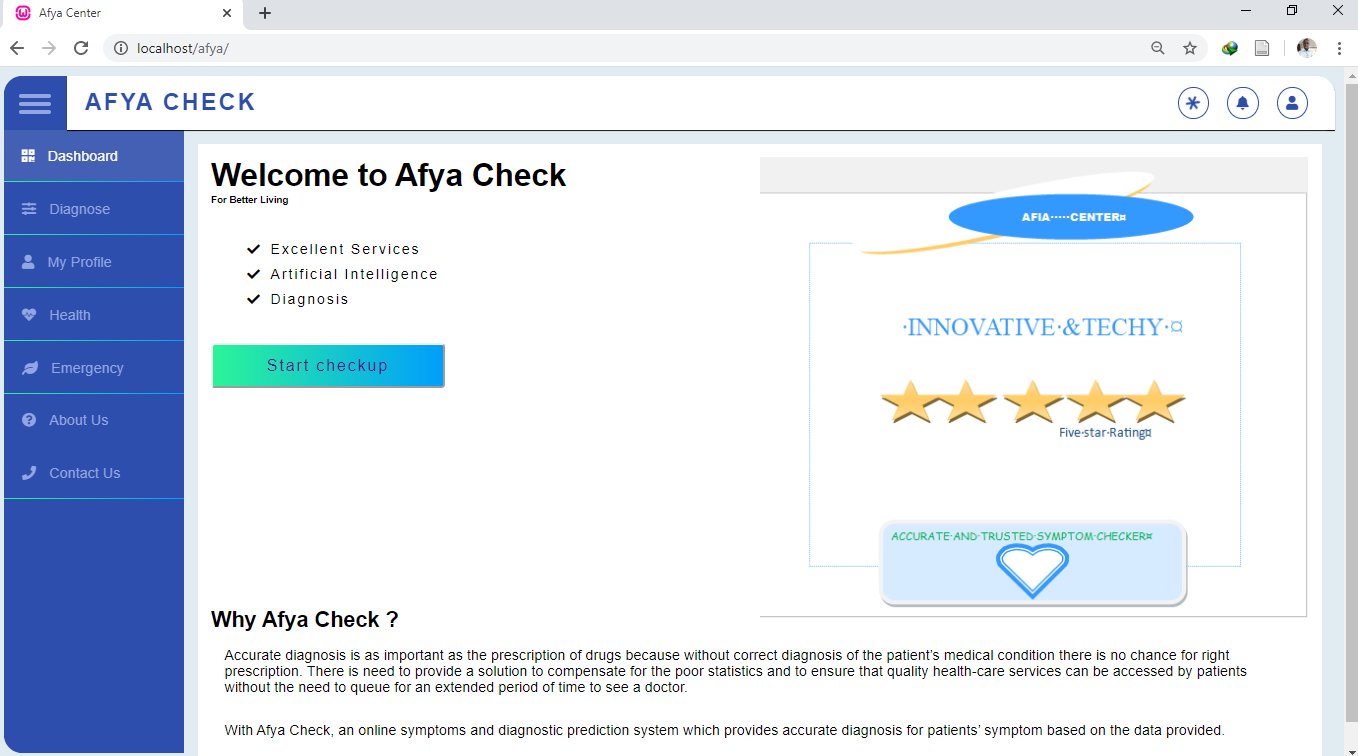 Afya Center
localhost/afya/
AFYA CHECK
Dashboard
Diagnose
My Profile
Health
Emergency
About Us
Contact Us
Welcome to Afya Check
For Better Living
Excellent Services
Artificial Intelligence
Diagnosis
Start checkup
AFIA·····CENTER¤
·INNOVATIVE·&TECHY·¤
Five·star·Rating¤
ACCURATE·AND·TRUSTED·SYMPTOM·CHECKER¤
Why Afya Check ?
Accurate diagnosis is as important as the prescription of drugs because without correct diagnosis of the patient's medical condition there is no chance for right
prescription. There is need to provide a solution to compensate for the poor statistics and to ensure that quality health-care services can be accessed by patients
without the need to queue for an extended period of time to see a doctor.
With Afya Check, an online symptoms and diagnostic prediction system which provides accurate diagnosis for patients' symptom based on the data provided.